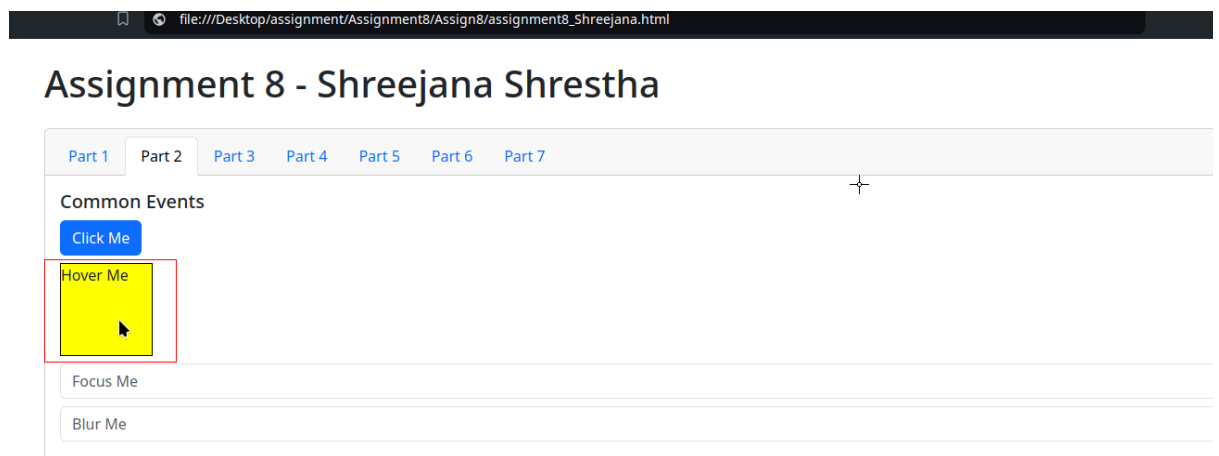 file:///Desktop/assignment/Assignment8/Assign8/assignment8_Shreejana.html
Assignment 8 - Shreejana Shrestha
Part 1 Part 2 Part 3 Part 4 Part 5 Part 6 Part 7
Common Events
Click Me
Hover Me
Focus Me
Blur Me